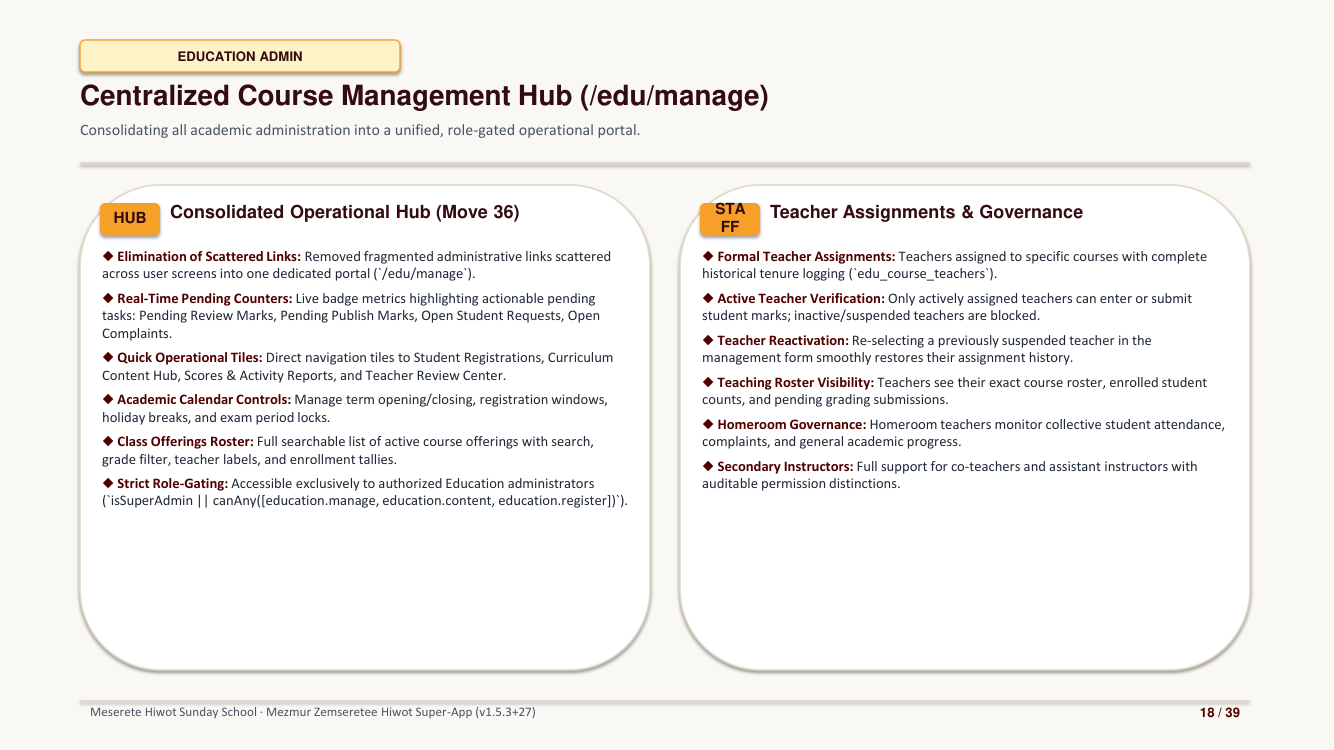 EDUCATION ADMIN
Centralized Course Management Hub (/edu/manage)
Consolidating all academic administration into a unified, role-gated operational portal.
HUB
Consolidated Operational Hub (Move 36)
◆ Elimination of Scattered Links: Removed fragmented administrative links scattered
across user screens into one dedicated portal (`/edu/manage`).
◆ Real-Time Pending Counters: Live badge metrics highlighting actionable pending
tasks: Pending Review Marks, Pending Publish Marks, Open Student Requests, Open
Complaints.
◆ Quick Operational Tiles: Direct navigation tiles to Student Registrations, Curriculum
Content Hub, Scores & Activity Reports, and Teacher Review Center.
◆ Academic Calendar Controls: Manage term opening/closing, registration windows,
holiday breaks, and exam period locks.
◆ Class Offerings Roster: Full searchable list of active course offerings with search,
grade filter, teacher labels, and enrollment tallies.
◆ Strict Role-Gating: Accessible exclusively to authorized Education administrators
(`isSuperAdmin || canAny([education.manage, education.content, education.register])`).
STA
FF
Teacher Assignments & Governance
◆ Formal Teacher Assignments: Teachers assigned to specific courses with complete
historical tenure logging (`edu_course_teachers`).
◆ Active Teacher Verification: Only actively assigned teachers can enter or submit
student marks; inactive/suspended teachers are blocked.
◆ Teacher Reactivation: Re-selecting a previously suspended teacher in the
management form smoothly restores their assignment history.
◆ Teaching Roster Visibility: Teachers see their exact course roster, enrolled student
counts, and pending grading submissions.
◆ Homeroom Governance: Homeroom teachers monitor collective student attendance,
complaints, and general academic progress.
◆ Secondary Instructors: Full support for co-teachers and assistant instructors with
auditable permission distinctions.
Meserete Hiwot Sunday School · Mezmur Zemseretee Hiwot Super-App (v1.5.3+27)
18 / 39